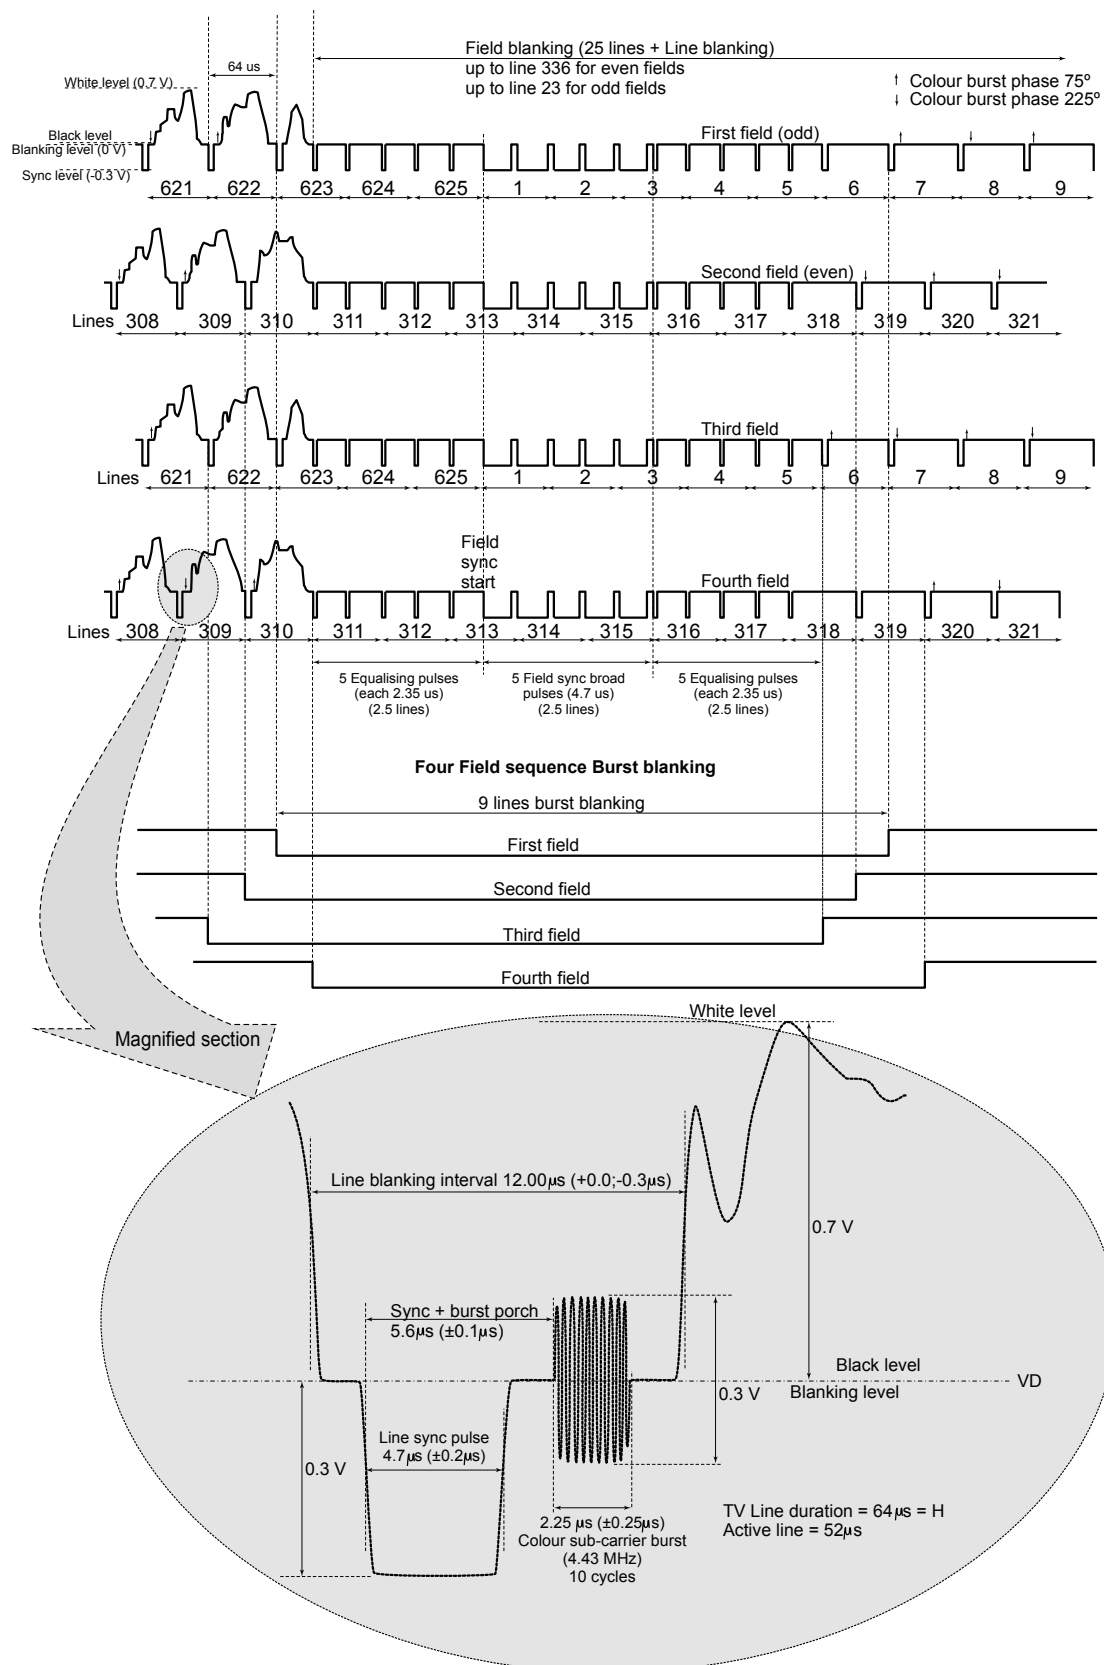 Field blanking (25 lines + Line blanking)
up to line 336 for even fields
up to line 23 for odd fields
64 us
White level (0.7 V)
↑ Colour burst phase 75º
↓ Colour burst phase 225º
Black level
Blanking level (0 V)
Sync level (-0.3 V)
First field (odd)
621 622 623 624 625 1 2 3 4 5 6 7 8 9
Second field (even)
Lines 308 309 310 311 312 313 314 315 316 317 318 319 320 321
Third field
Lines 621 622 623 624 625 1 2 3 4 5 6 7 8 9
Field
sync
start
Fourth field
Lines 308 309 310 311 312 313 314 315 316 317 318 319 320 321
5 Equalising pulses
(each 2.35 us)
(2.5 lines)
5 Field sync broad
pulses (4.7 us)
(2.5 lines)
5 Equalising pulses
(each 2.35 us)
(2.5 lines)
Four Field sequence Burst blanking
9 lines burst blanking
First field
Second field
Third field
Fourth field
Magnified section
White level
Line blanking interval 12.00µs (+0.0;-0.3µs)
0.7 V
Sync + burst porch
5.6µs (±0.1µs)
Black level
VD
Blanking level
0.3 V
Line sync pulse
4.7µs (±0.2µs)
0.3 V
2.25 µs (±0.25µs)
Colour sub-carrier burst
(4.43 MHz)
10 cycles
TV Line duration = 64µs = H
Active line = 52µs